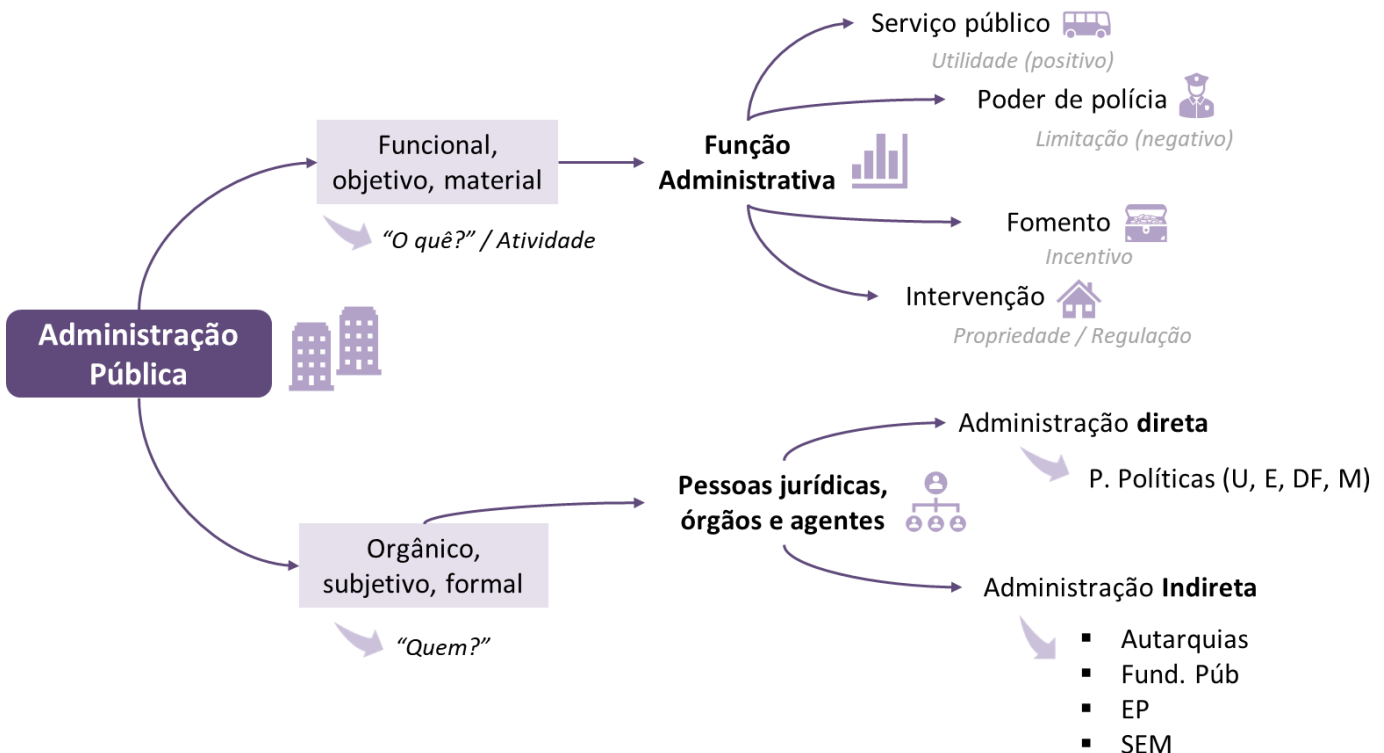 Administração
Pública
Funcional,
objetivo, material
“O quê?” / Atividade
Função
Administrativa
Serviço público
Utilidade (positivo)
Poder de polícia
Limitação (negativo)
Fomento
Incentivo
Intervenção
Propriedade / Regulação
Orgânico,
subjetivo, formal
“Quem?”
Pessoas jurídicas,
órgãos e agentes
Administração direta
P. Políticas (U, E, DF, M)
Administração Indireta
▪ Autarquias
▪ Fund. Púb
▪ EP
▪ SEM